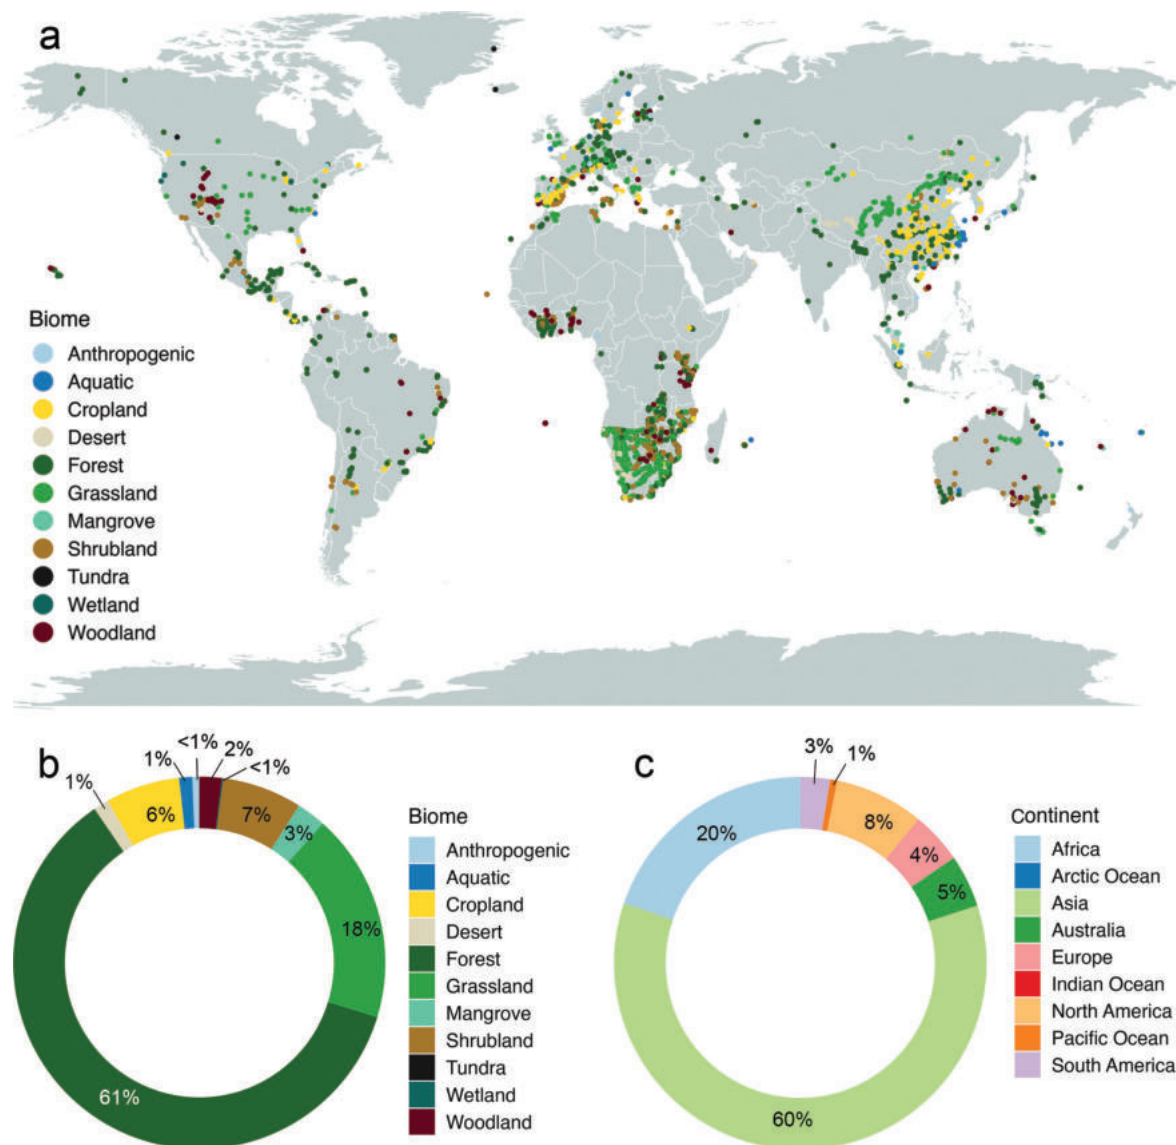 a
Biome
Anthropogenic
Aquatic
Cropland
Desert
Forest
Grassland
Mangrove
Shrubland
Tundra
Wetland
Woodland
b
1%
1%
<1%
2%
<1%
6%
7%
3%
18%
61%
Biome
Anthropogenic
Aquatic
Cropland
Desert
Forest
Grassland
Mangrove
Shrubland
Tundra
Wetland
Woodland
c
3%
1%
20%
8%
4%
5%
60%
Continent
Africa
Arctic Ocean
Asia
Australia
Europe
Indian Ocean
North America
Pacific Ocean
South America